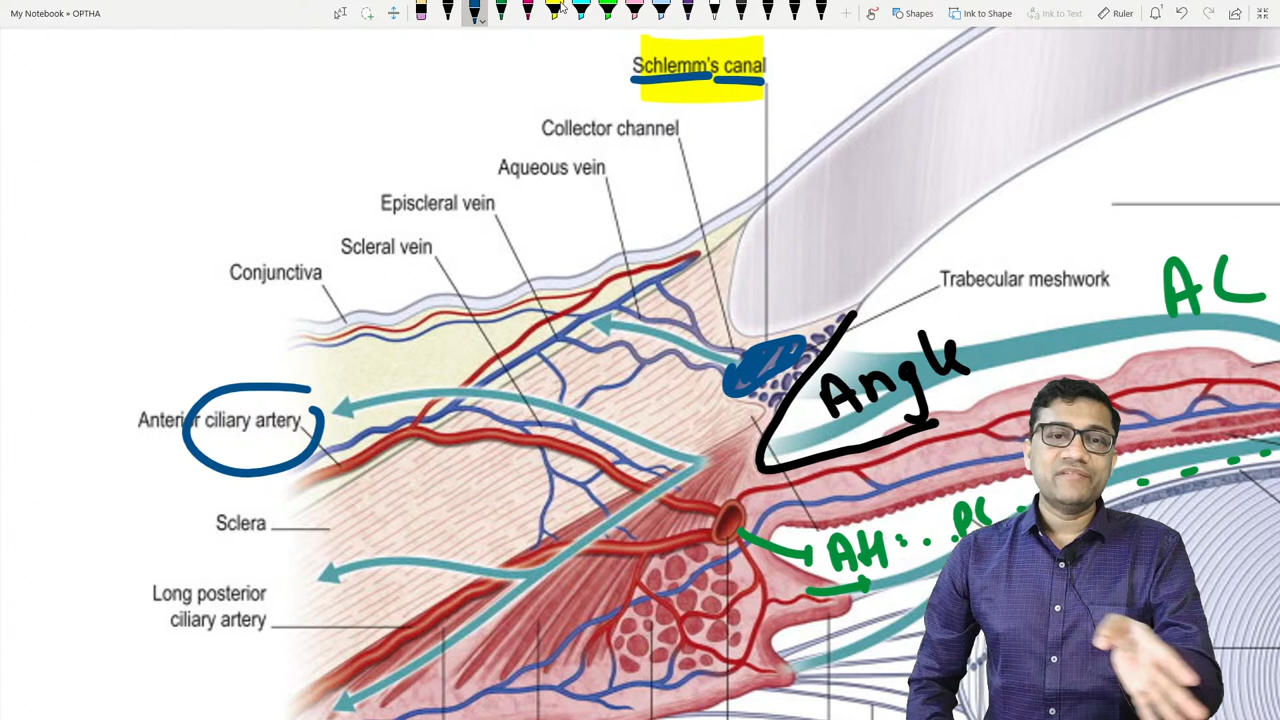 My Notebook » OPTHA
Shapes
Ink to Shape
Ink to Text
Ruler
Schlemm's canal
Collector channel
Aqueous vein
Episcleral vein
Scleral vein
Conjunctiva
Trabecular meshwork
AC
Angle
Anterior ciliary artery
Sclera
AH
PC
Long posterior
ciliary artery